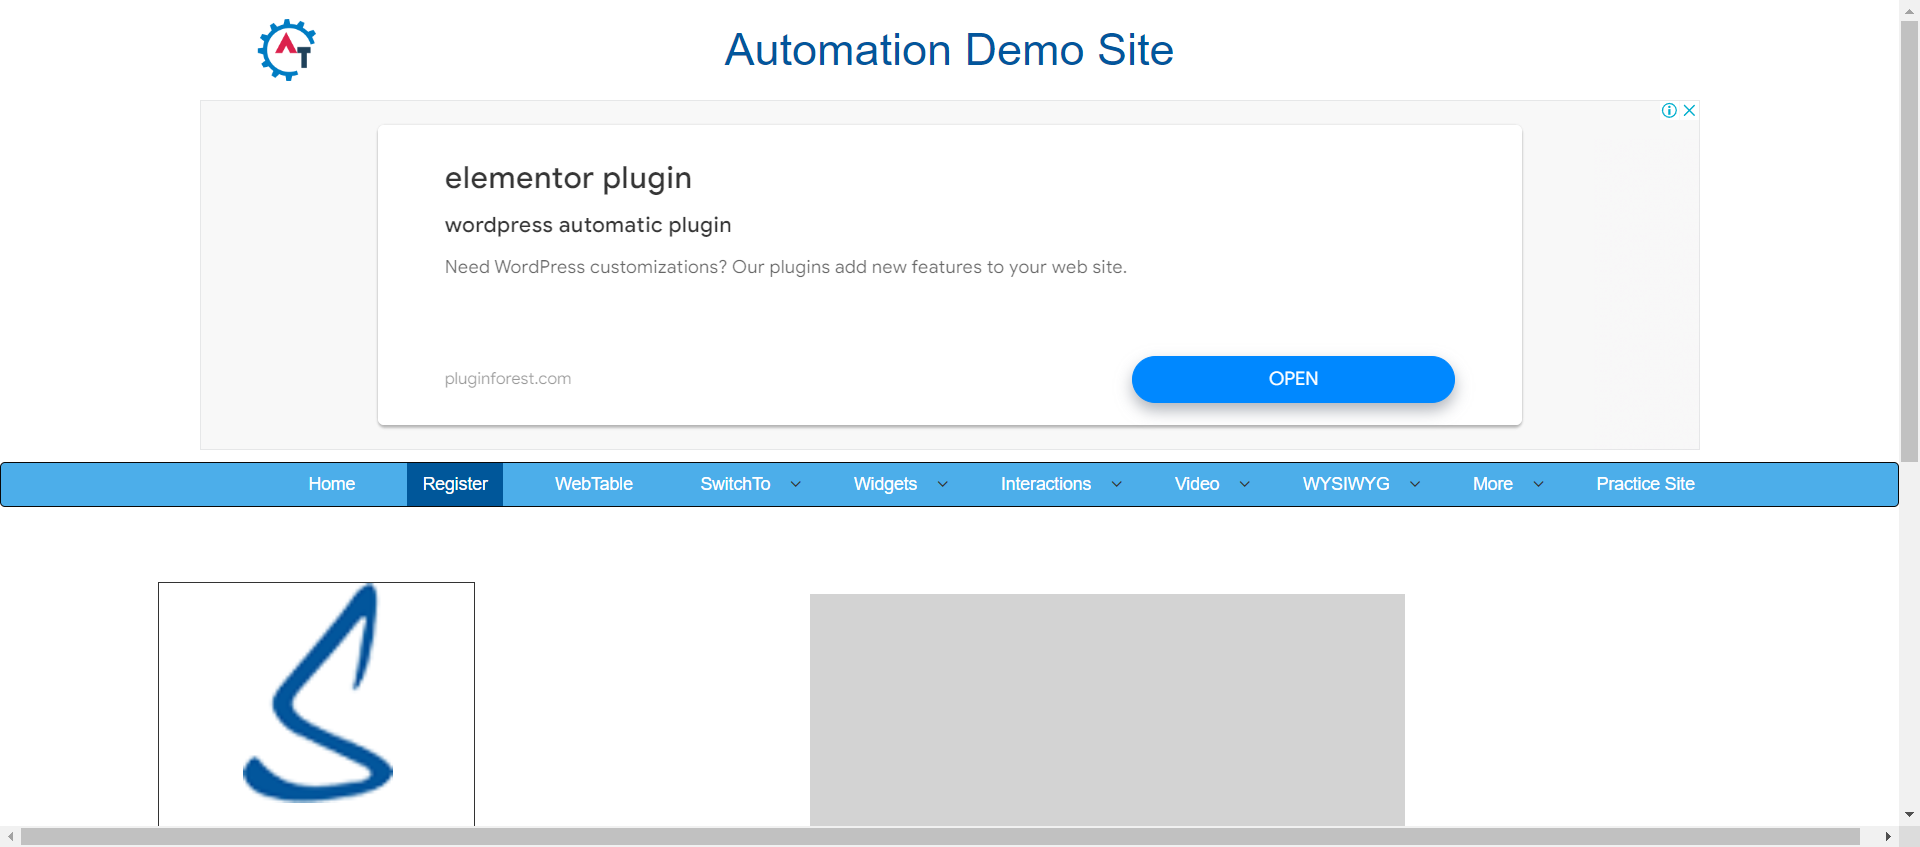 AT
Automation Demo Site
elementor plugin
wordpress automatic plugin
Need WordPress customizations? Our plugins add new features to your web site.
pluginforest.com
OPEN
Home Register WebTable SwitchTo Widgets Interactions Video WYSIWYG More Practice Site